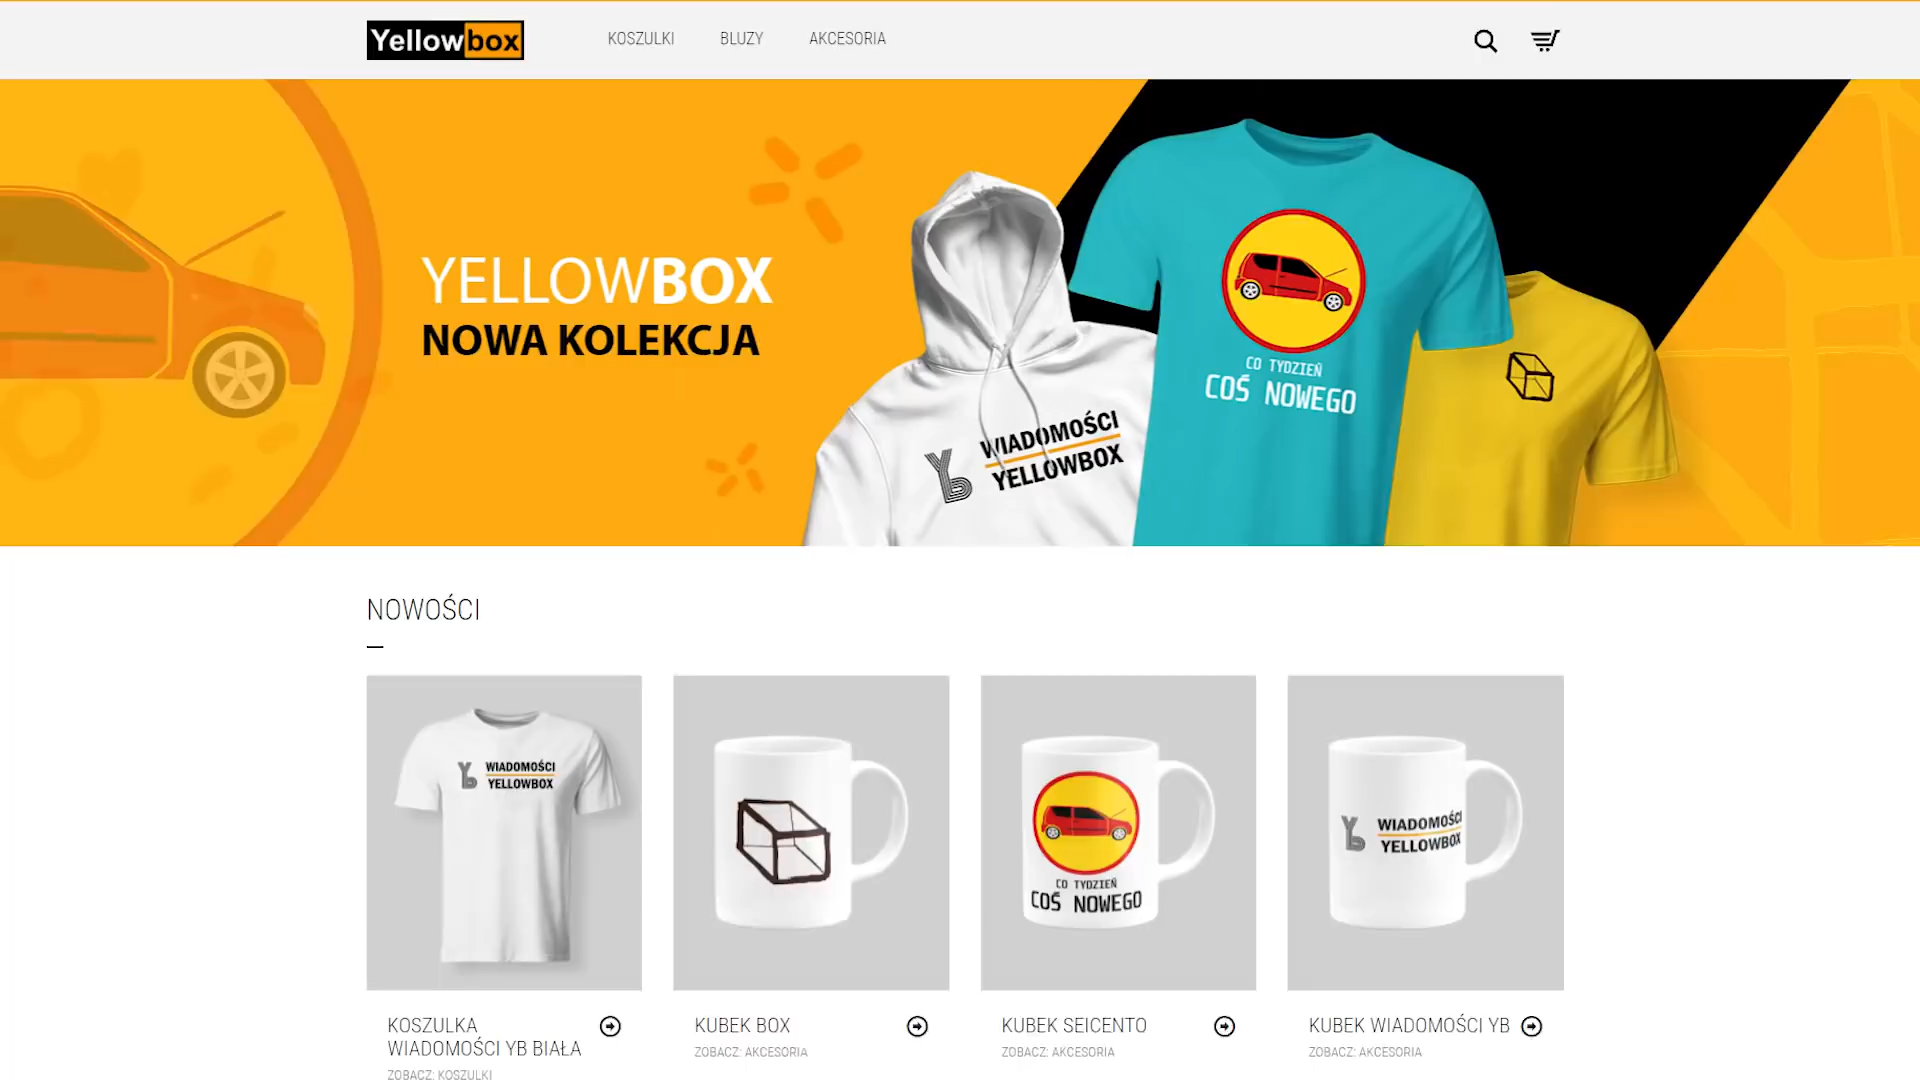 Yellowbox
KOSZULKI
BLUZY
AKCESORIA
YELLOWBOX
NOWA KOLEKCJA
WIADOMOŚCI
YELLOWBOX
CO TYDZIEŃ
COŚ NOWEGO
NOWOŚCI
Yb
WIADOMOŚCI
YELLOWBOX
CO TYDZIEŃ
COŚ NOWEGO
Yb
WIADOMOŚCI
YELLOWBOX
KOSZULKA
WIADOMOŚCI YB BIAŁA
ZOBACZ: KOSZULKI
KUBEK BOX
ZOBACZ: AKCESORIA
KUBEK SEICENTO
ZOBACZ: AKCESORIA
KUBEK WIADOMOŚCI YB
ZOBACZ: AKCESORIA